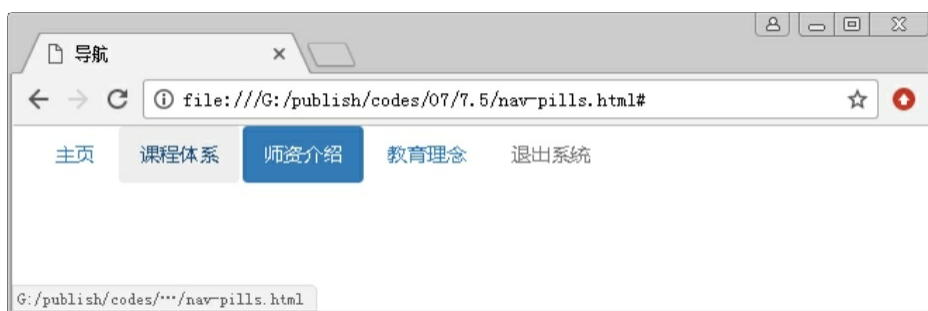 导航
file:///G:/publish/codes/07/7.5/nav-pills.html#
主页 课程体系 师资介绍 教育理念 退出系统
G:/publish/codes/…/nav-pills.html